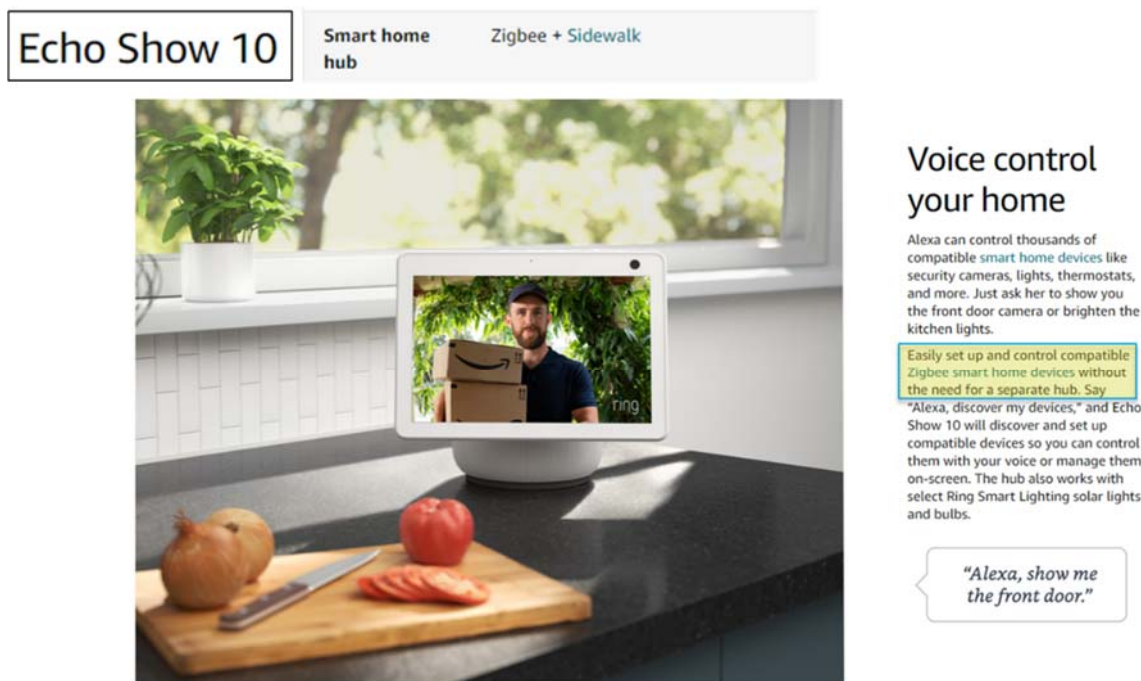 Echo Show 10
Smart home
hub
Zigbee + Sidewalk
ring
Voice control
your home
Alexa can control thousands of
compatible smart home devices like
security cameras, lights, thermostats,
and more. Just ask her to show you
the front door camera or brighten the
kitchen lights.
Easily set up and control compatible
Zigbee smart home devices without
the need for a separate hub. Say
"Alexa, discover my devices," and Echo
Show 10 will discover and set up
compatible devices so you can control
them with your voice or manage them
on-screen. The hub also works with
select Ring Smart Lighting solar lights
and bulbs.
“Alexa, show me
the front door.”